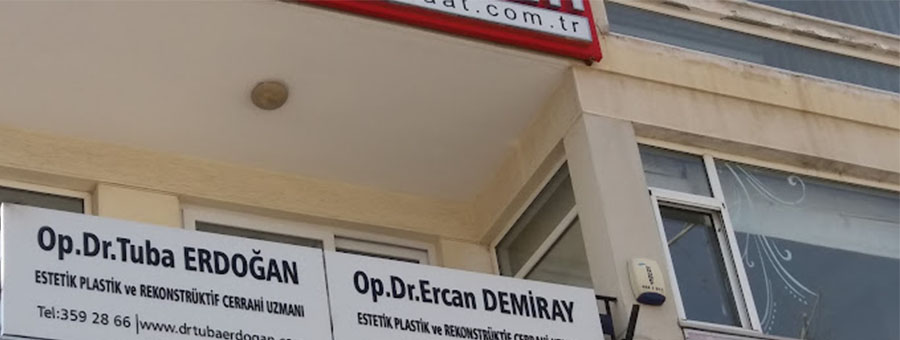 aat.com.tr
Op.Dr.Tuba ERDOĞAN
ESTETİK PLASTİK ve REKONSTRÜKTİF CERRAHİ UZMANI
Tel:359 28 66 |www.drtubaerdogan.c
Op.Dr.Ercan DEMİRAY
ESTETİK PLASTİK ve REKONSTRÜKTİF CERRAHİ